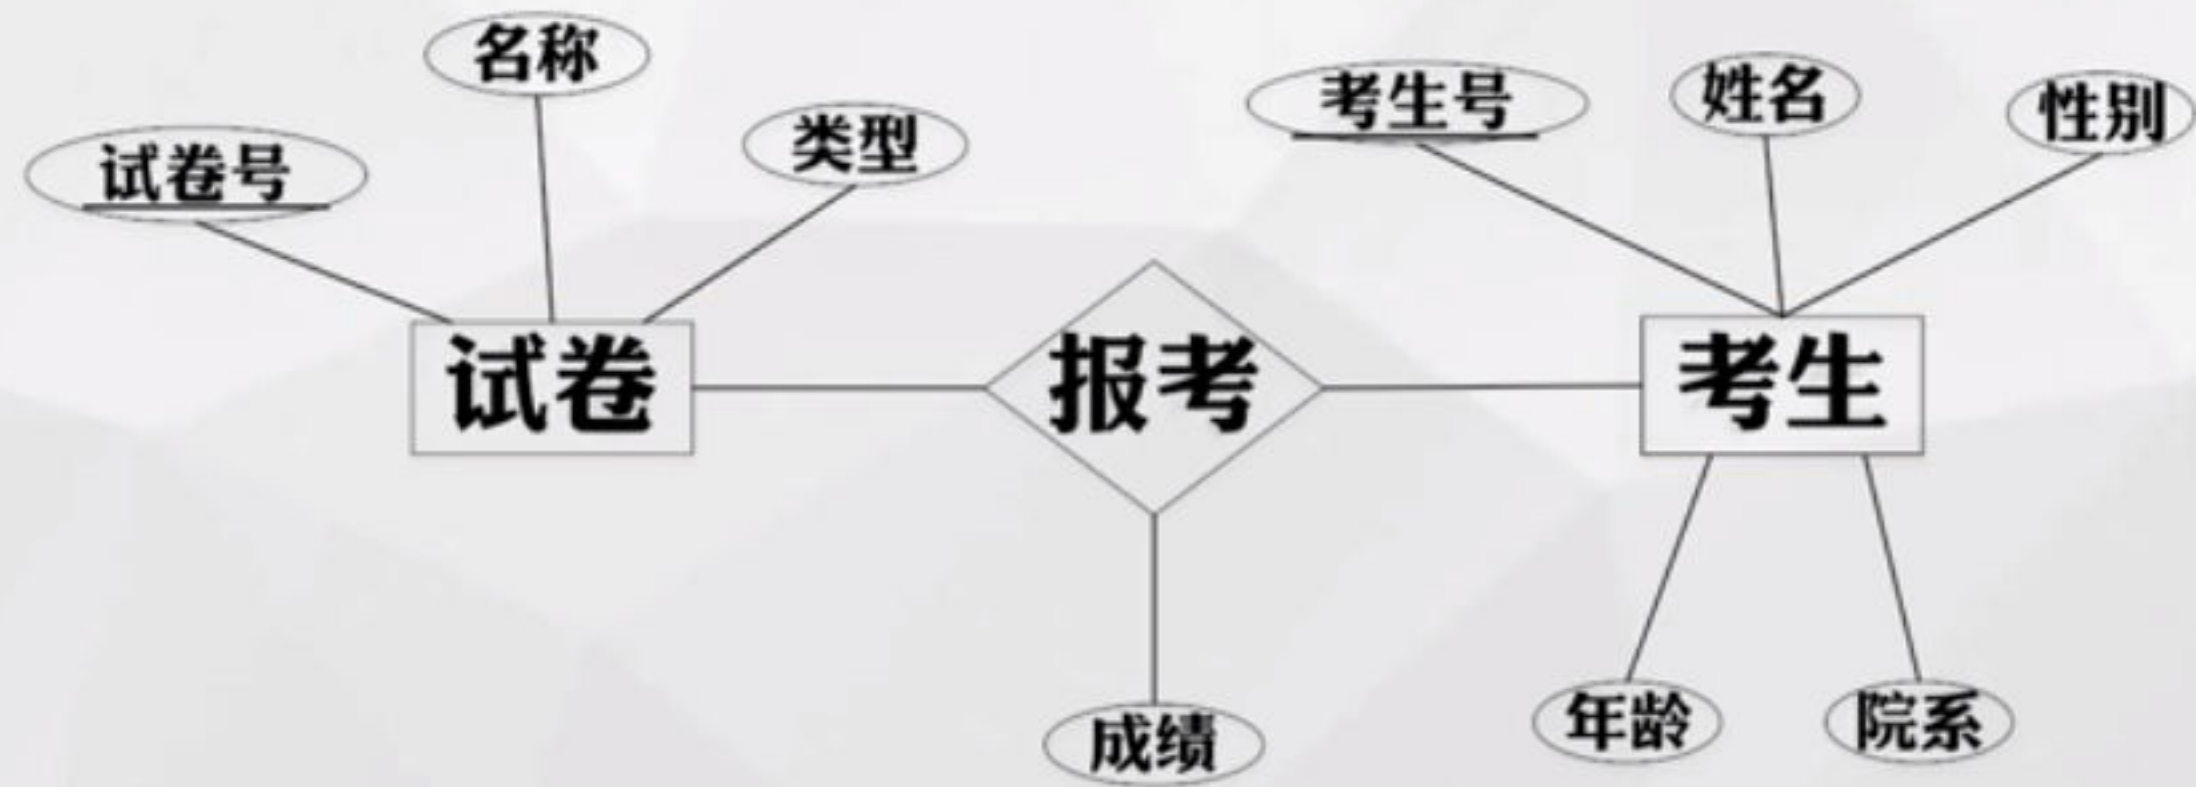 名称
试卷号
类型
考生号
姓名
性别
试卷
报考
考生
成绩
年龄
院系